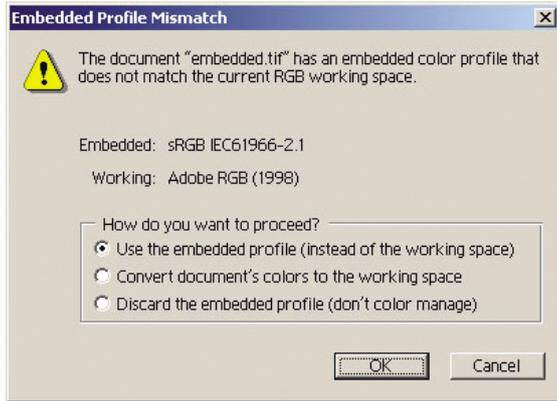 Embedded Profile Mismatch
The document “embedded.tif” has an embedded color profile that
does not match the current RGB working space.
Embedded: sRGB IEC61966-2.1
Working: Adobe RGB (1998)
How do you want to proceed?
Use the embedded profile (instead of the working space)
Convert document's colors to the working space
Discard the embedded profile (don't color manage)
OK Cancel